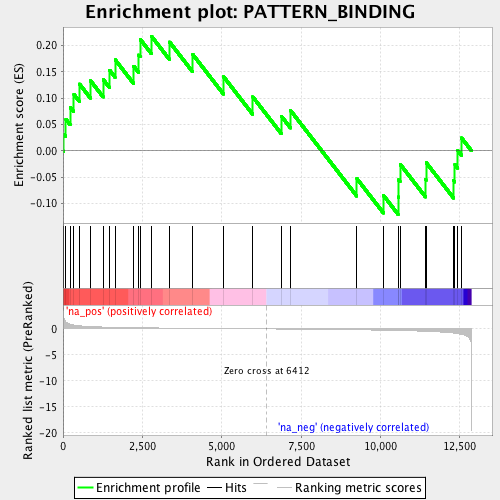 Enrichment plot: PATTERN_BINDING
Enrichment score (ES)
0.20
0.15
0.10
0.05
0.00
-0.05
-0.10
'na_pos' (positively correlated)
Ranked list metric (PreRanked)
0
-5
-10
-15
-20
Zero cross at 6412
'na_neg' (negatively correlated)
0 2,500 5,000 7,500 10,000 12,500
Rank in Ordered Dataset
Enrichment profile Hits Ranking metric scores